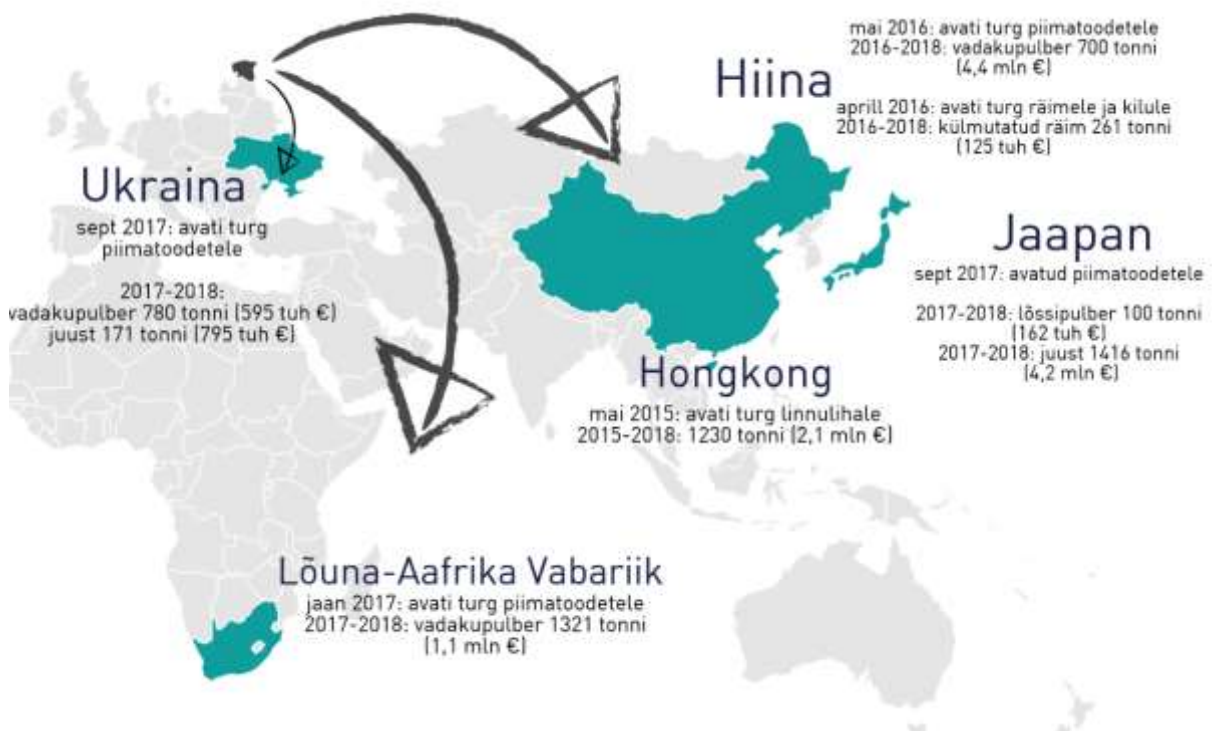 Hiina
mai 2016: avati turg piimatoodetele
2016-2018: vadakupulber 700 tonni
(4,4 mln €)
aprill 2016: avati turg räimele ja kilule
2016-2018: külmutatud räim 261 tonni
(125 tuh €)
Ukraina
sept 2017: avati turg
piimatoodetele
2017-2018:
vadakupulber 780 tonni (595 tuh €)
juust 171 tonni (795 tuh €)
Jaapan
sept 2017: avatud piimatoodetele
2017-2018: lõssipulber 100 tonni
(162 tuh €)
2017-2018: juust 1416 tonni
(4,2 mln €)
Hongkong
mai 2015: avati turg linnulihale
2015-2018: 1230 tonni (2,1 mln €)
Lõuna-Aafrika Vabariik
jaan 2017: avati turg piimatoodetele
2017-2018: vadakupulber 1321 tonni
(1,1 mln €)